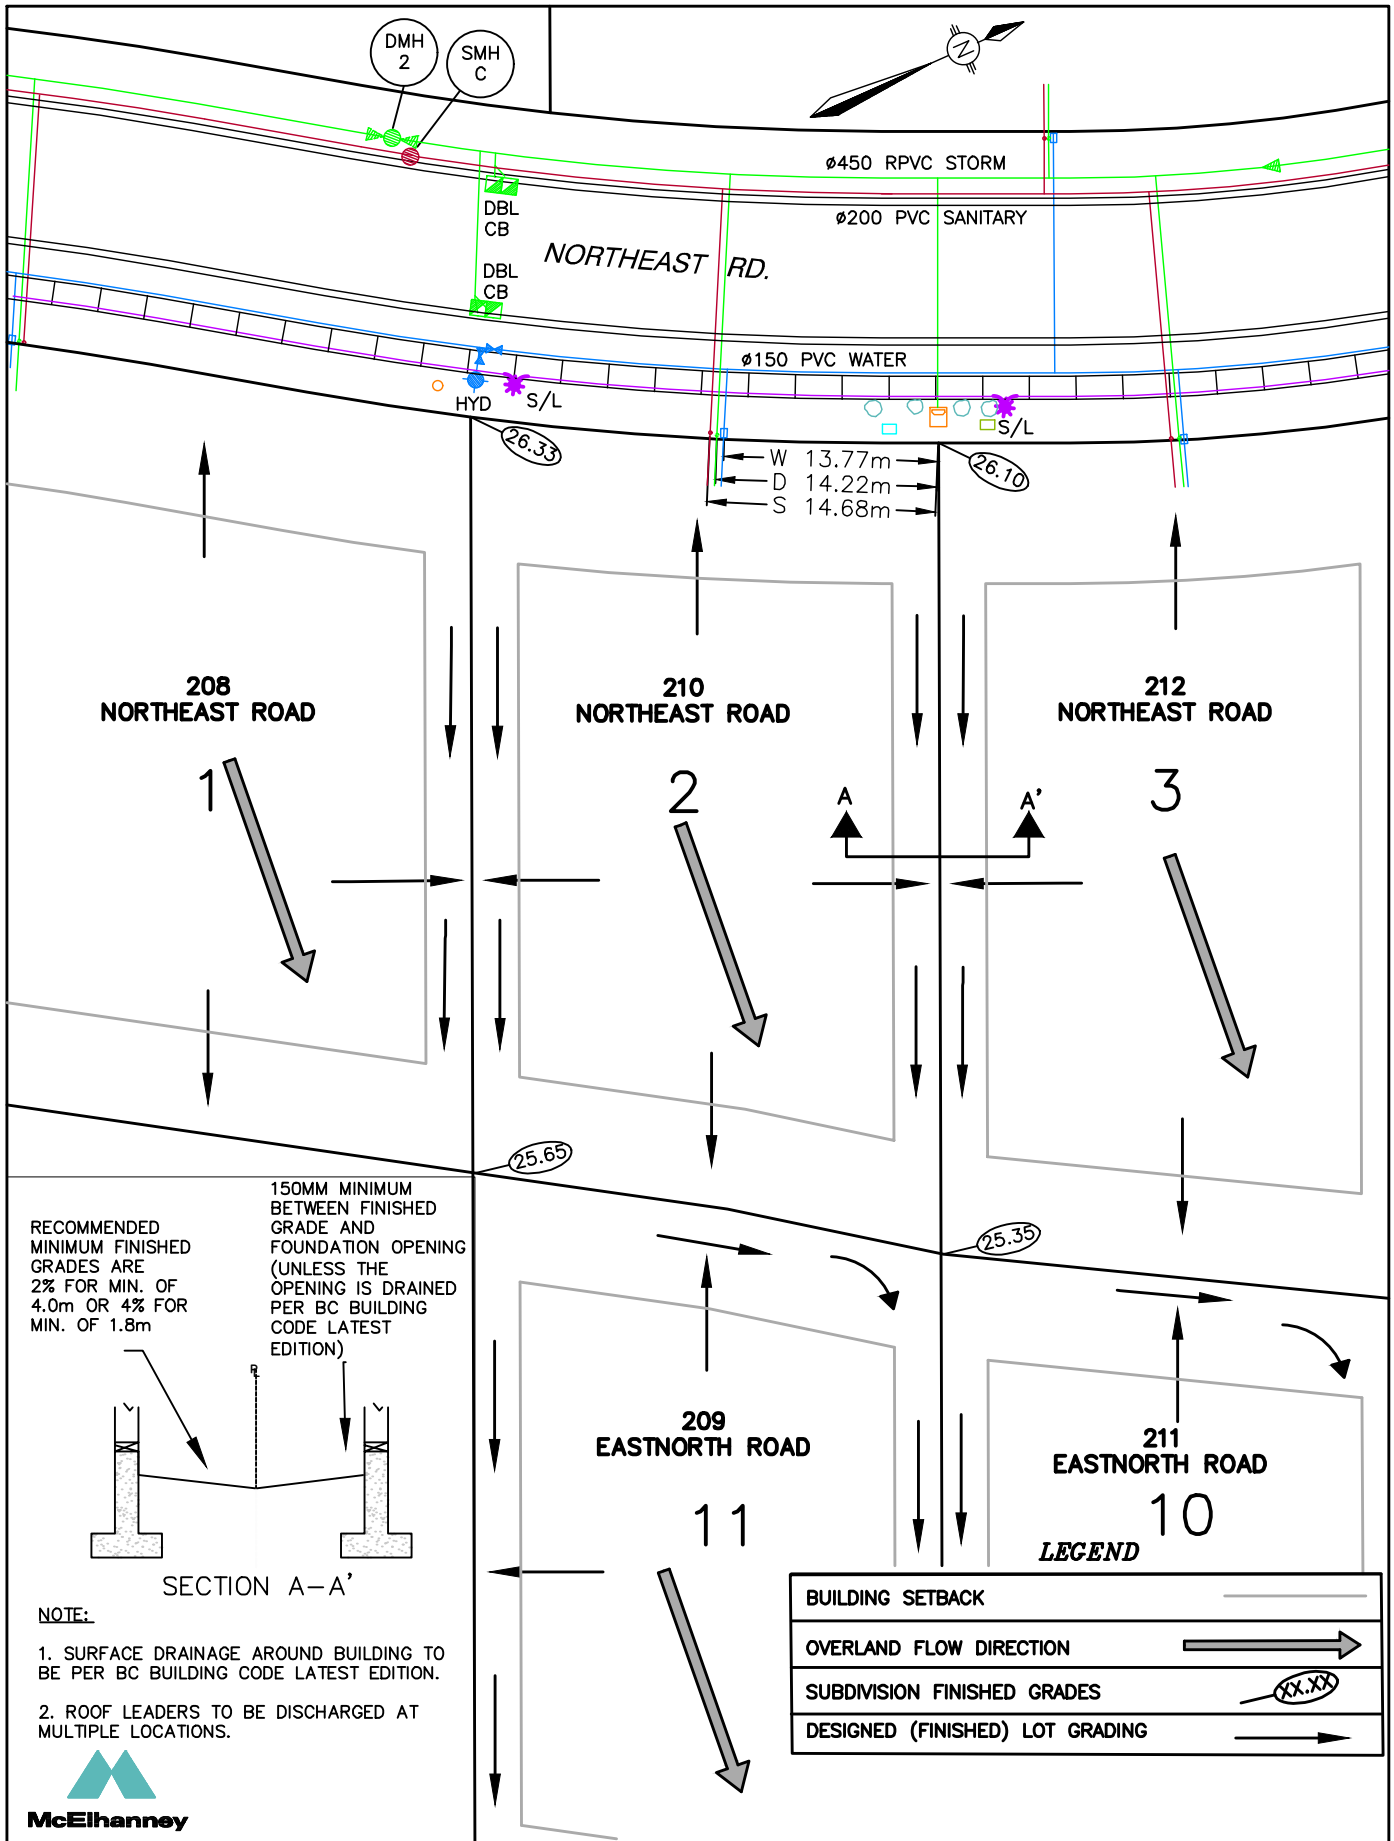 DMH
2
SMH
C
N
ø450 RPVC STORM
ø200 PVC SANITARY
DBL
CB
NORTHEAST RD.
DBL
CB
ø150 PVC WATER
HYD
S/L
S/L
26.33
26.10
W 13.77m
D 14.22m
S 14.68m
208
NORTHEAST ROAD
1
210
NORTHEAST ROAD
2
212
NORTHEAST ROAD
3
A
A'
25.65
25.35
RECOMMENDED
MINIMUM FINISHED
GRADES ARE
2% FOR MIN. OF
4.0m OR 4% FOR
MIN. OF 1.8m
150MM MINIMUM
BETWEEN FINISHED
GRADE AND
FOUNDATION OPENING
(UNLESS THE
OPENING IS DRAINED
PER BC BUILDING
CODE LATEST
EDITION)
PL
SECTION A-A'
NOTE:
1. SURFACE DRAINAGE AROUND BUILDING TO
BE PER BC BUILDING CODE LATEST EDITION.
2. ROOF LEADERS TO BE DISCHARGED AT
MULTIPLE LOCATIONS.
McElhanney
209
EASTNORTH ROAD
11
211
EASTNORTH ROAD
10
LEGEND
BUILDING SETBACK
OVERLAND FLOW DIRECTION
SUBDIVISION FINISHED GRADES
XX.XX
DESIGNED (FINISHED) LOT GRADING